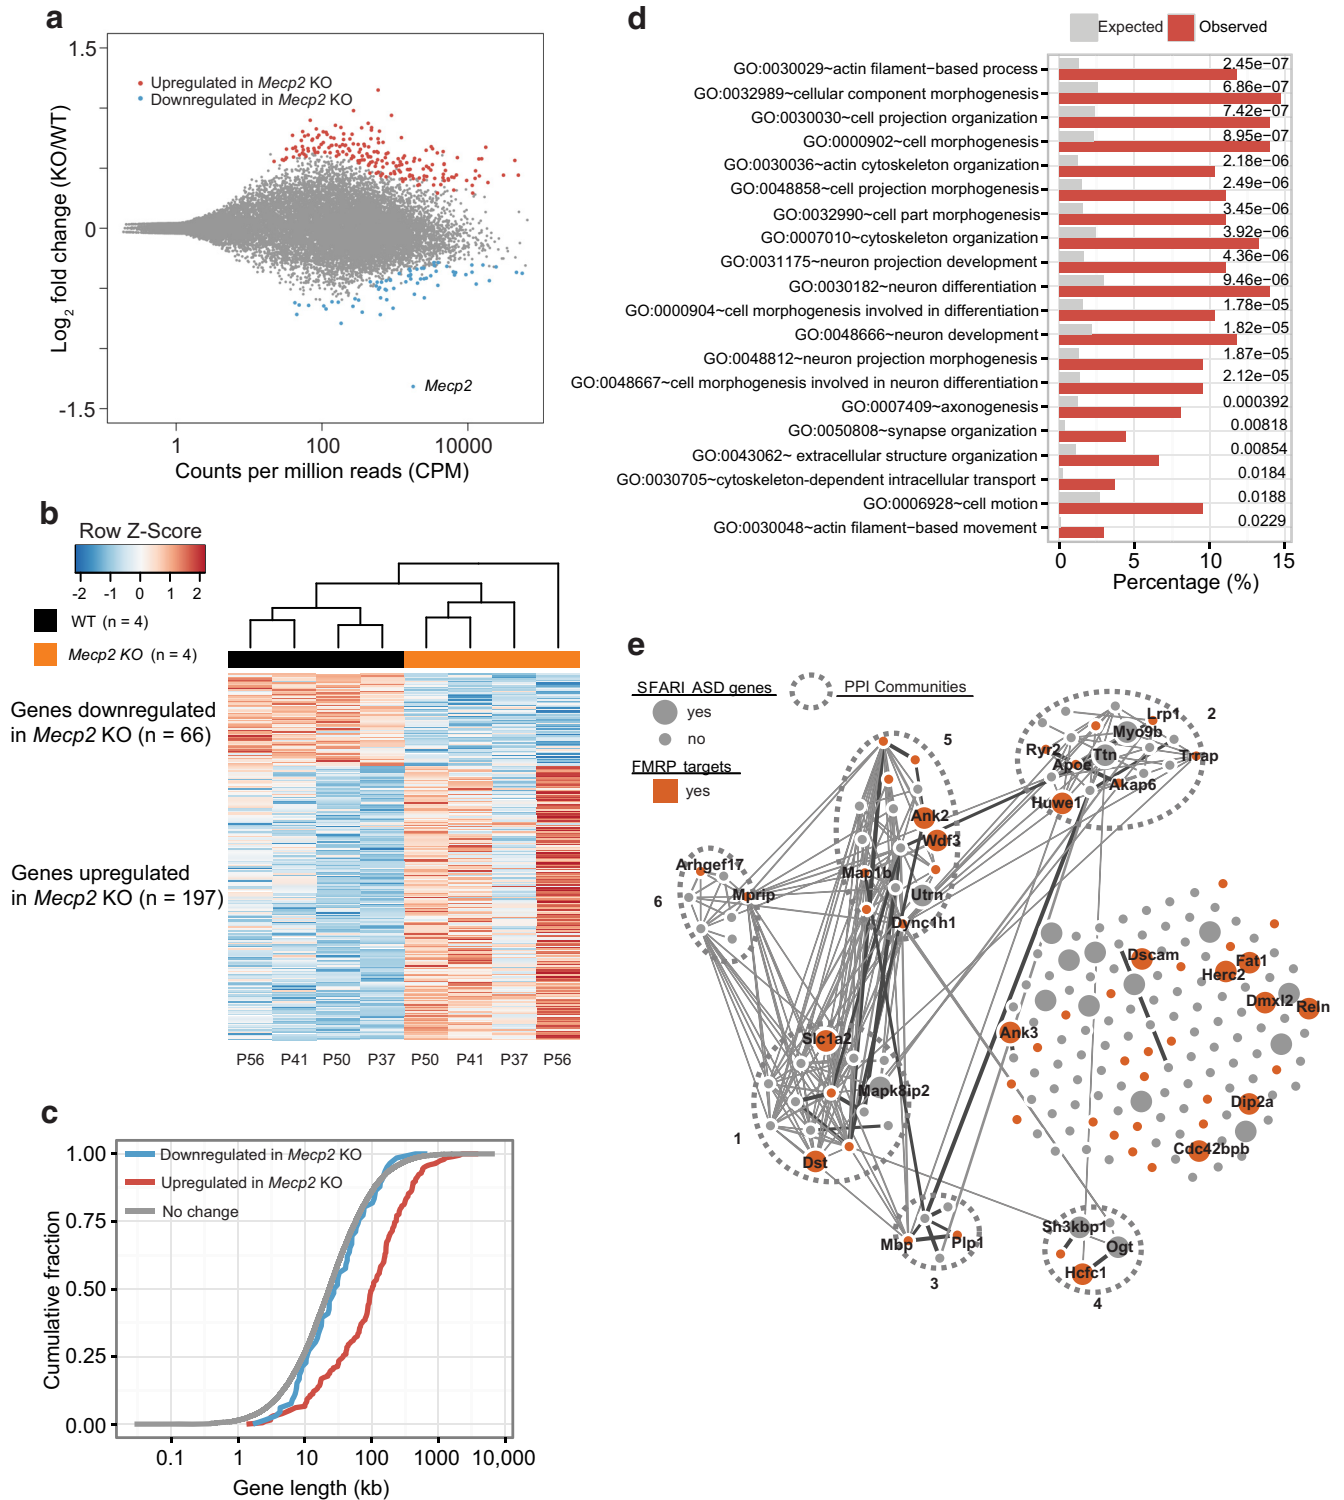 a
1.5
Upregulated in Mecp2 KO
Downregulated in Mecp2 KO
0
-1.5
Mecp2
Log2 fold change (KO/WT)
1 100 10000
Counts per million reads (CPM)
b
Row Z-Score
-2 -1 0 1 2
WT (n = 4)
Mecp2 KO (n = 4)
Genes downregulated
in Mecp2 KO (n = 66)
Genes upregulated
in Mecp2 KO (n = 197)
P56 P41 P50 P37 P50 P41 P37 P56
c
Downregulated in Mecp2 KO
Upregulated in Mecp2 KO
No change
1.00
0.75
0.50
0.25
0.00
Cumulative fraction
0.1 1 10 100 1000 10,000
Gene length (kb)
d
Expected Observed
GO:0030029~actin filament−based process 2.45e−07
GO:0032989~cellular component morphogenesis 6.86e−07
GO:0030030~cell projection organization 7.42e−07
GO:0000902~cell morphogenesis 8.95e−07
GO:0030036~actin cytoskeleton organization 2.18e−06
GO:0048858~cell projection morphogenesis 2.49e−06
GO:0032990~cell part morphogenesis 3.45e−06
GO:0007010~cytoskeleton organization 3.92e−06
GO:0031175~neuron projection development 4.36e−06
GO:0030182~neuron differentiation 9.46e−06
GO:0000904~cell morphogenesis involved in differentiation 1.78e−05
GO:0048666~neuron development 1.82e−05
GO:0048812~neuron projection morphogenesis 1.87e−05
GO:0048667~cell morphogenesis involved in neuron differentiation 2.12e−05
GO:0007409~axonogenesis 0.000392
GO:0050808~synapse organization 0.00818
GO:0043062~ extracellular structure organization 0.00854
GO:0030705~cytoskeleton-dependent intracellular transport 0.0184
GO:0006928~cell motion 0.0188
GO:0030048~actin filament−based movement 0.0229
0 5 10 15
Percentage (%)
e
SFARI ASD genes
yes
no
FMRP targets
yes
PPI Communities
2
Lrp1
Myo9b
Ryr2
Ttn
Apoe
Trrap
Akap6
Huwe1
5
Ank2
Wdf3
Map1b
Utrn
Dync1h1
6
Arhgef17
Mprip
Dscam
Fat1
Herc2
Dmxl2
Reln
Ank3
Dip2a
Cdc42bpb
1
Slc1a2
Mapk8ip2
Dst
3
Mbp
Plp1
4
Sh3kbp1
Ogt
Hcfc1